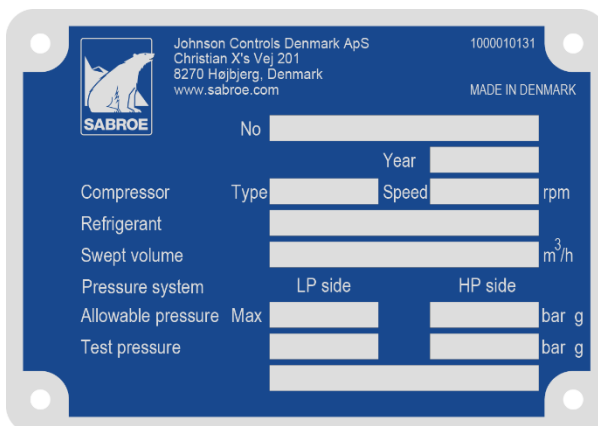 Johnson Controls Denmark ApS 1000010131
Christian X's Vej 201
8270 Højbjerg, Denmark
www.sabroe.com MADE IN DENMARK
SABROE
No
Year
Compressor Type Speed rpm
Refrigerant
Swept volume m³/h
Pressure system LP side HP side
Allowable pressure Max bar g
Test pressure bar g